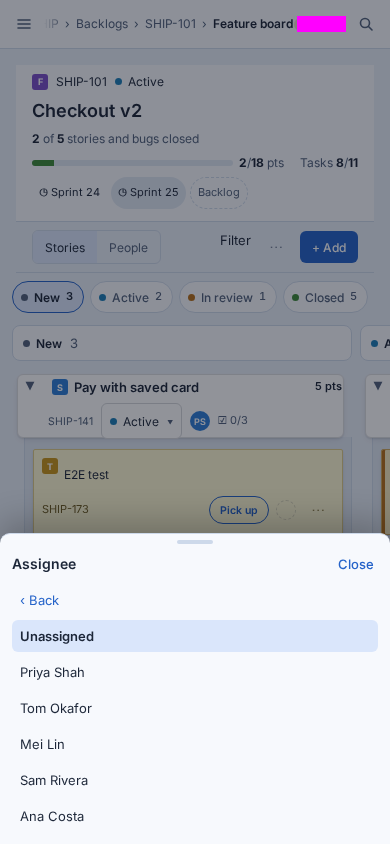 IP › Backlogs › SHIP-101 › Feature board
F SHIP-101 Active
Checkout v2
2 of 5 stories and bugs closed
2/18 pts Tasks 8/11
Sprint 24 Sprint 25 Backlog
Stories People Filter ... + Add
New 3 Active 2 In review 1 Closed 5
New 3 A
S Pay with saved card 5 pts
SHIP-141 Active PS 0/3
T E2E test
SHIP-173 Pick up ...
Assignee Close
‹ Back
Unassigned
Priya Shah
Tom Okafor
Mei Lin
Sam Rivera
Ana Costa